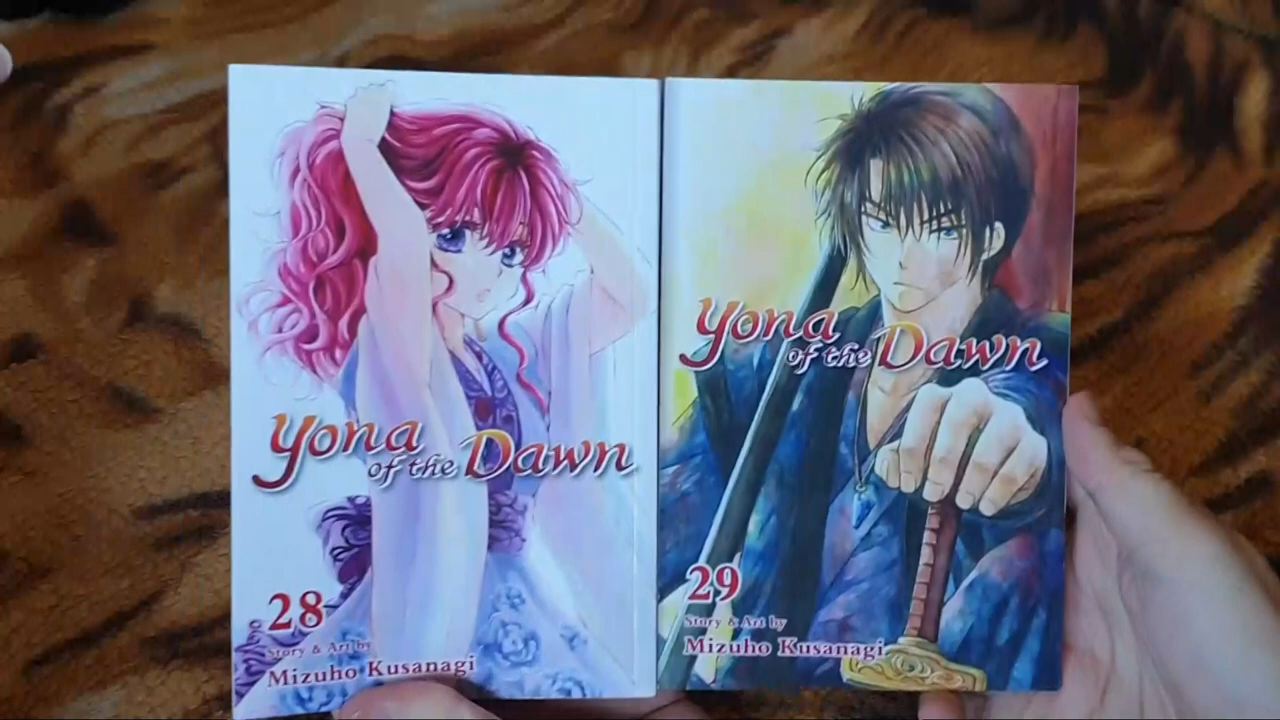 Yona
of the Dawn
28
Story & Art by
Mizuho Kusanagi
Yona
of the Dawn
29
Story & Art by
Mizuho Kusanagi